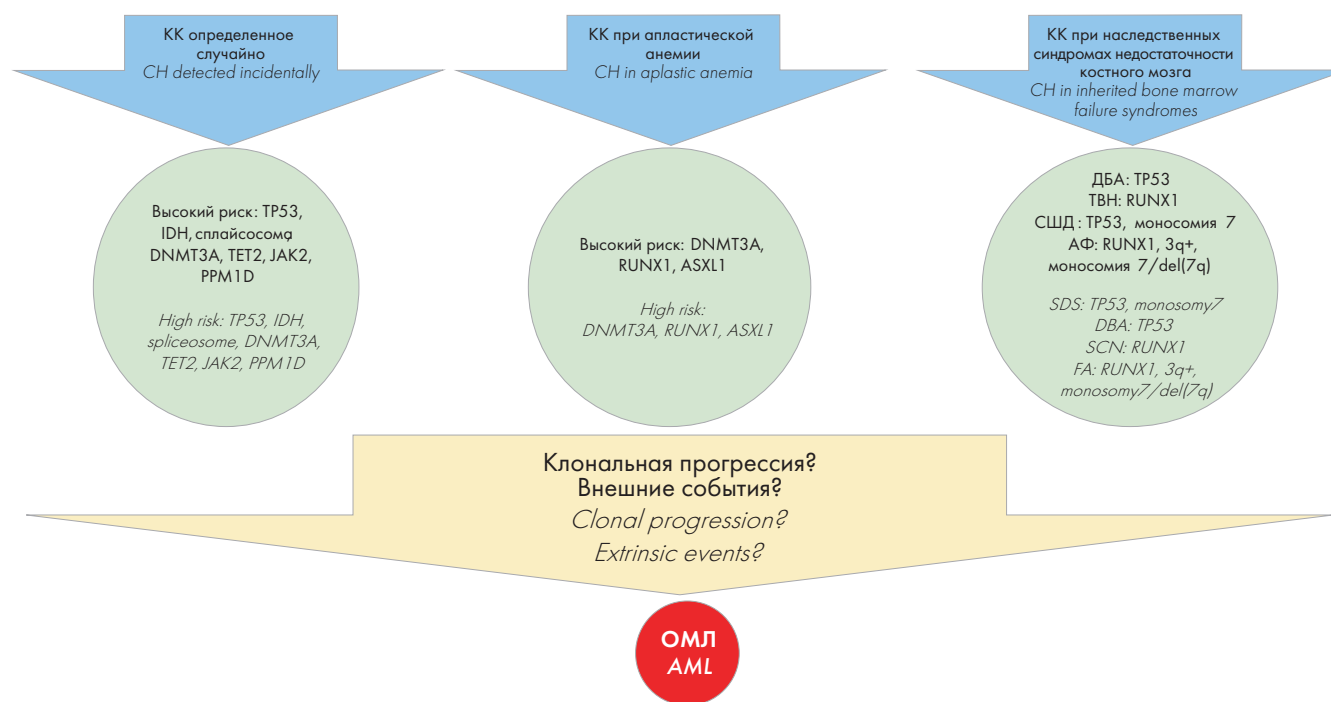 КК определенное
случайно
CH detected incidentally
КК при апластической
анемии
CH in aplastic anemia
КК при наследственных
синдромах недостаточности
костного мозга
CH in inherited bone marrow
failure syndromes
Высокий риск: TP53,
IDH, сплайсосома,
DNMT3A, TET2, JAK2,
PPM1D
High risk: TP53, IDH,
spliceosome, DNMT3A,
TET2, JAK2, PPM1D
Высокий риск: DNMT3A,
RUNX1, ASXL1
High risk:
DNMT3A, RUNX1, ASXL1
ДБА: TP53
ТВН: RUNX1
СШД : TP53, моносомия 7
АФ: RUNX1, 3q+,
моносомия 7/del(7q)
SDS: TP53, monosomy7
DBA: TP53
SCN: RUNX1
FA: RUNX1, 3q+,
monosomy7/del(7q)
Клональная прогрессия?
Внешние события?
Clonal progression?
Extrinsic events?
ОМЛ
AML